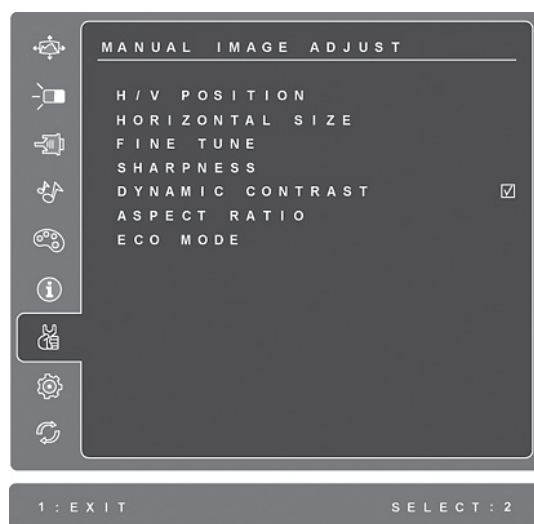 MANUAL IMAGE ADJUST
H/V POSITION
HORIZONTAL SIZE
FINE TUNE
SHARPNESS
DYNAMIC CONTRAST
ASPECT RATIO
ECO MODE
1:EXIT SELECT:2